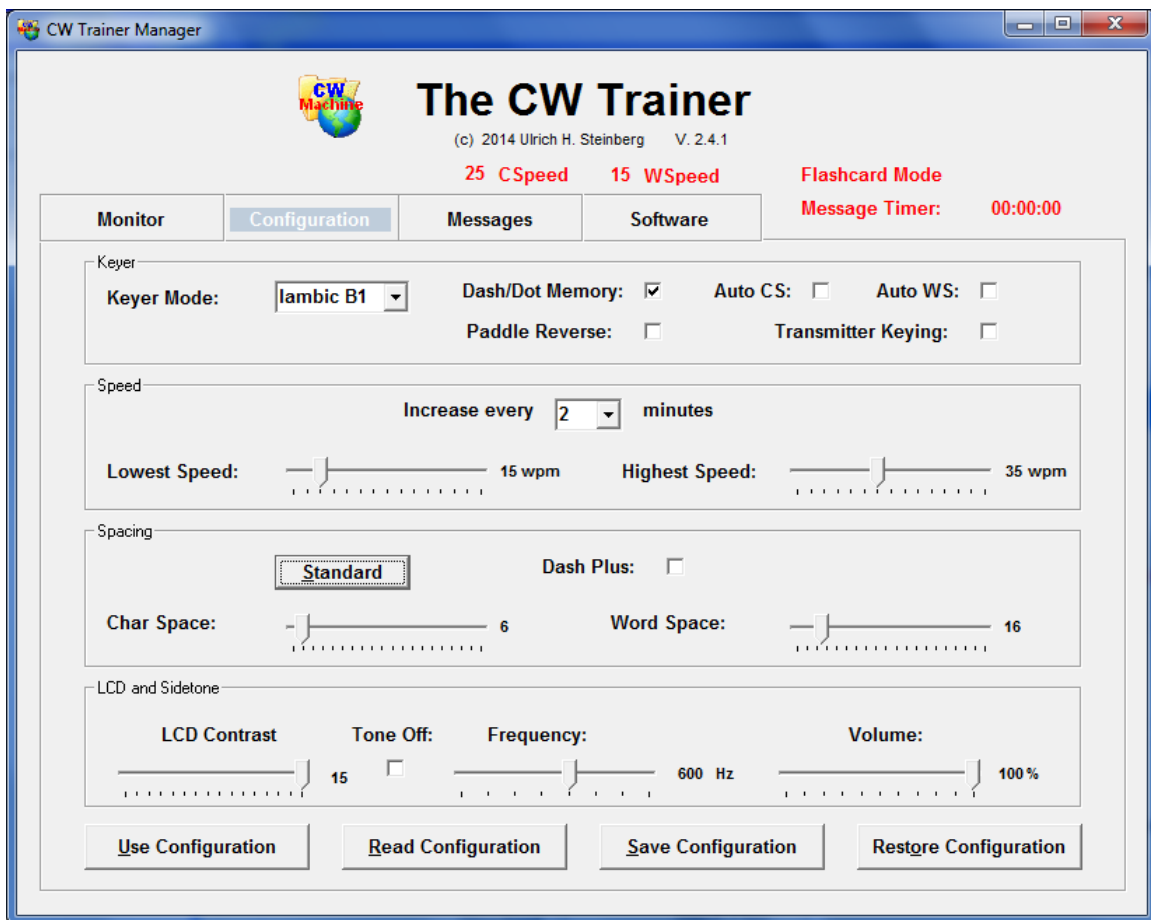 CW Trainer Manager
CW
Machine
The CW Trainer
(c) 2014 Ulrich H. Steinberg V. 2.4.1
25 CSpeed 15 WSpeed Flashcard Mode
Message Timer: 00:00:00
Monitor Configuration Messages Software
Keyer
Keyer Mode: Iambic B1 Dash/Dot Memory: Auto CS: Auto WS:
Paddle Reverse: Transmitter Keying:
Speed
Increase every 2 minutes
Lowest Speed: 15 wpm Highest Speed: 35 wpm
Spacing
Standard Dash Plus:
Char Space: 6 Word Space: 16
LCD and Sidetone
LCD Contrast Tone Off: Frequency: Volume:
15 600 Hz 100 %
Use Configuration Read Configuration Save Configuration Restore Configuration